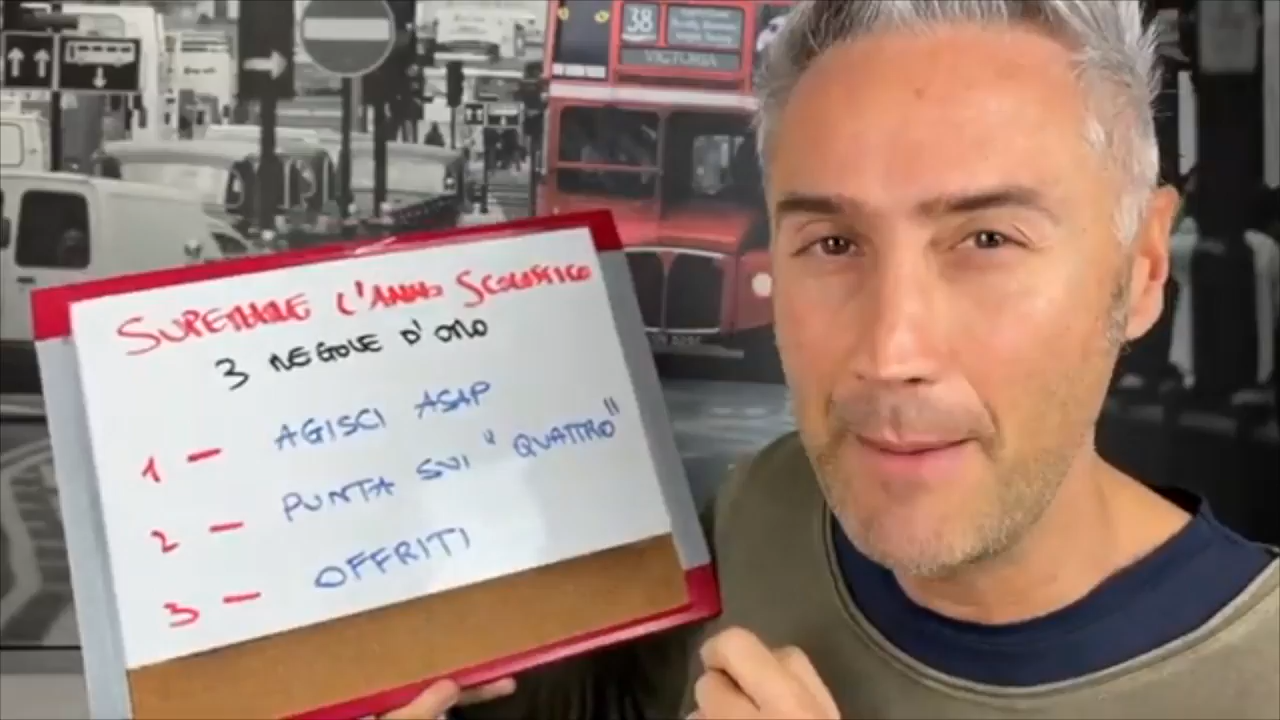 38
VICTORIA
SUPERARE L'ANNO SCOLASTICO
3 REGOLE D'ORO
1 - AGISCI ASAP
2 - PUNTA SUI "QUATTRO"
3 - OFFRITI